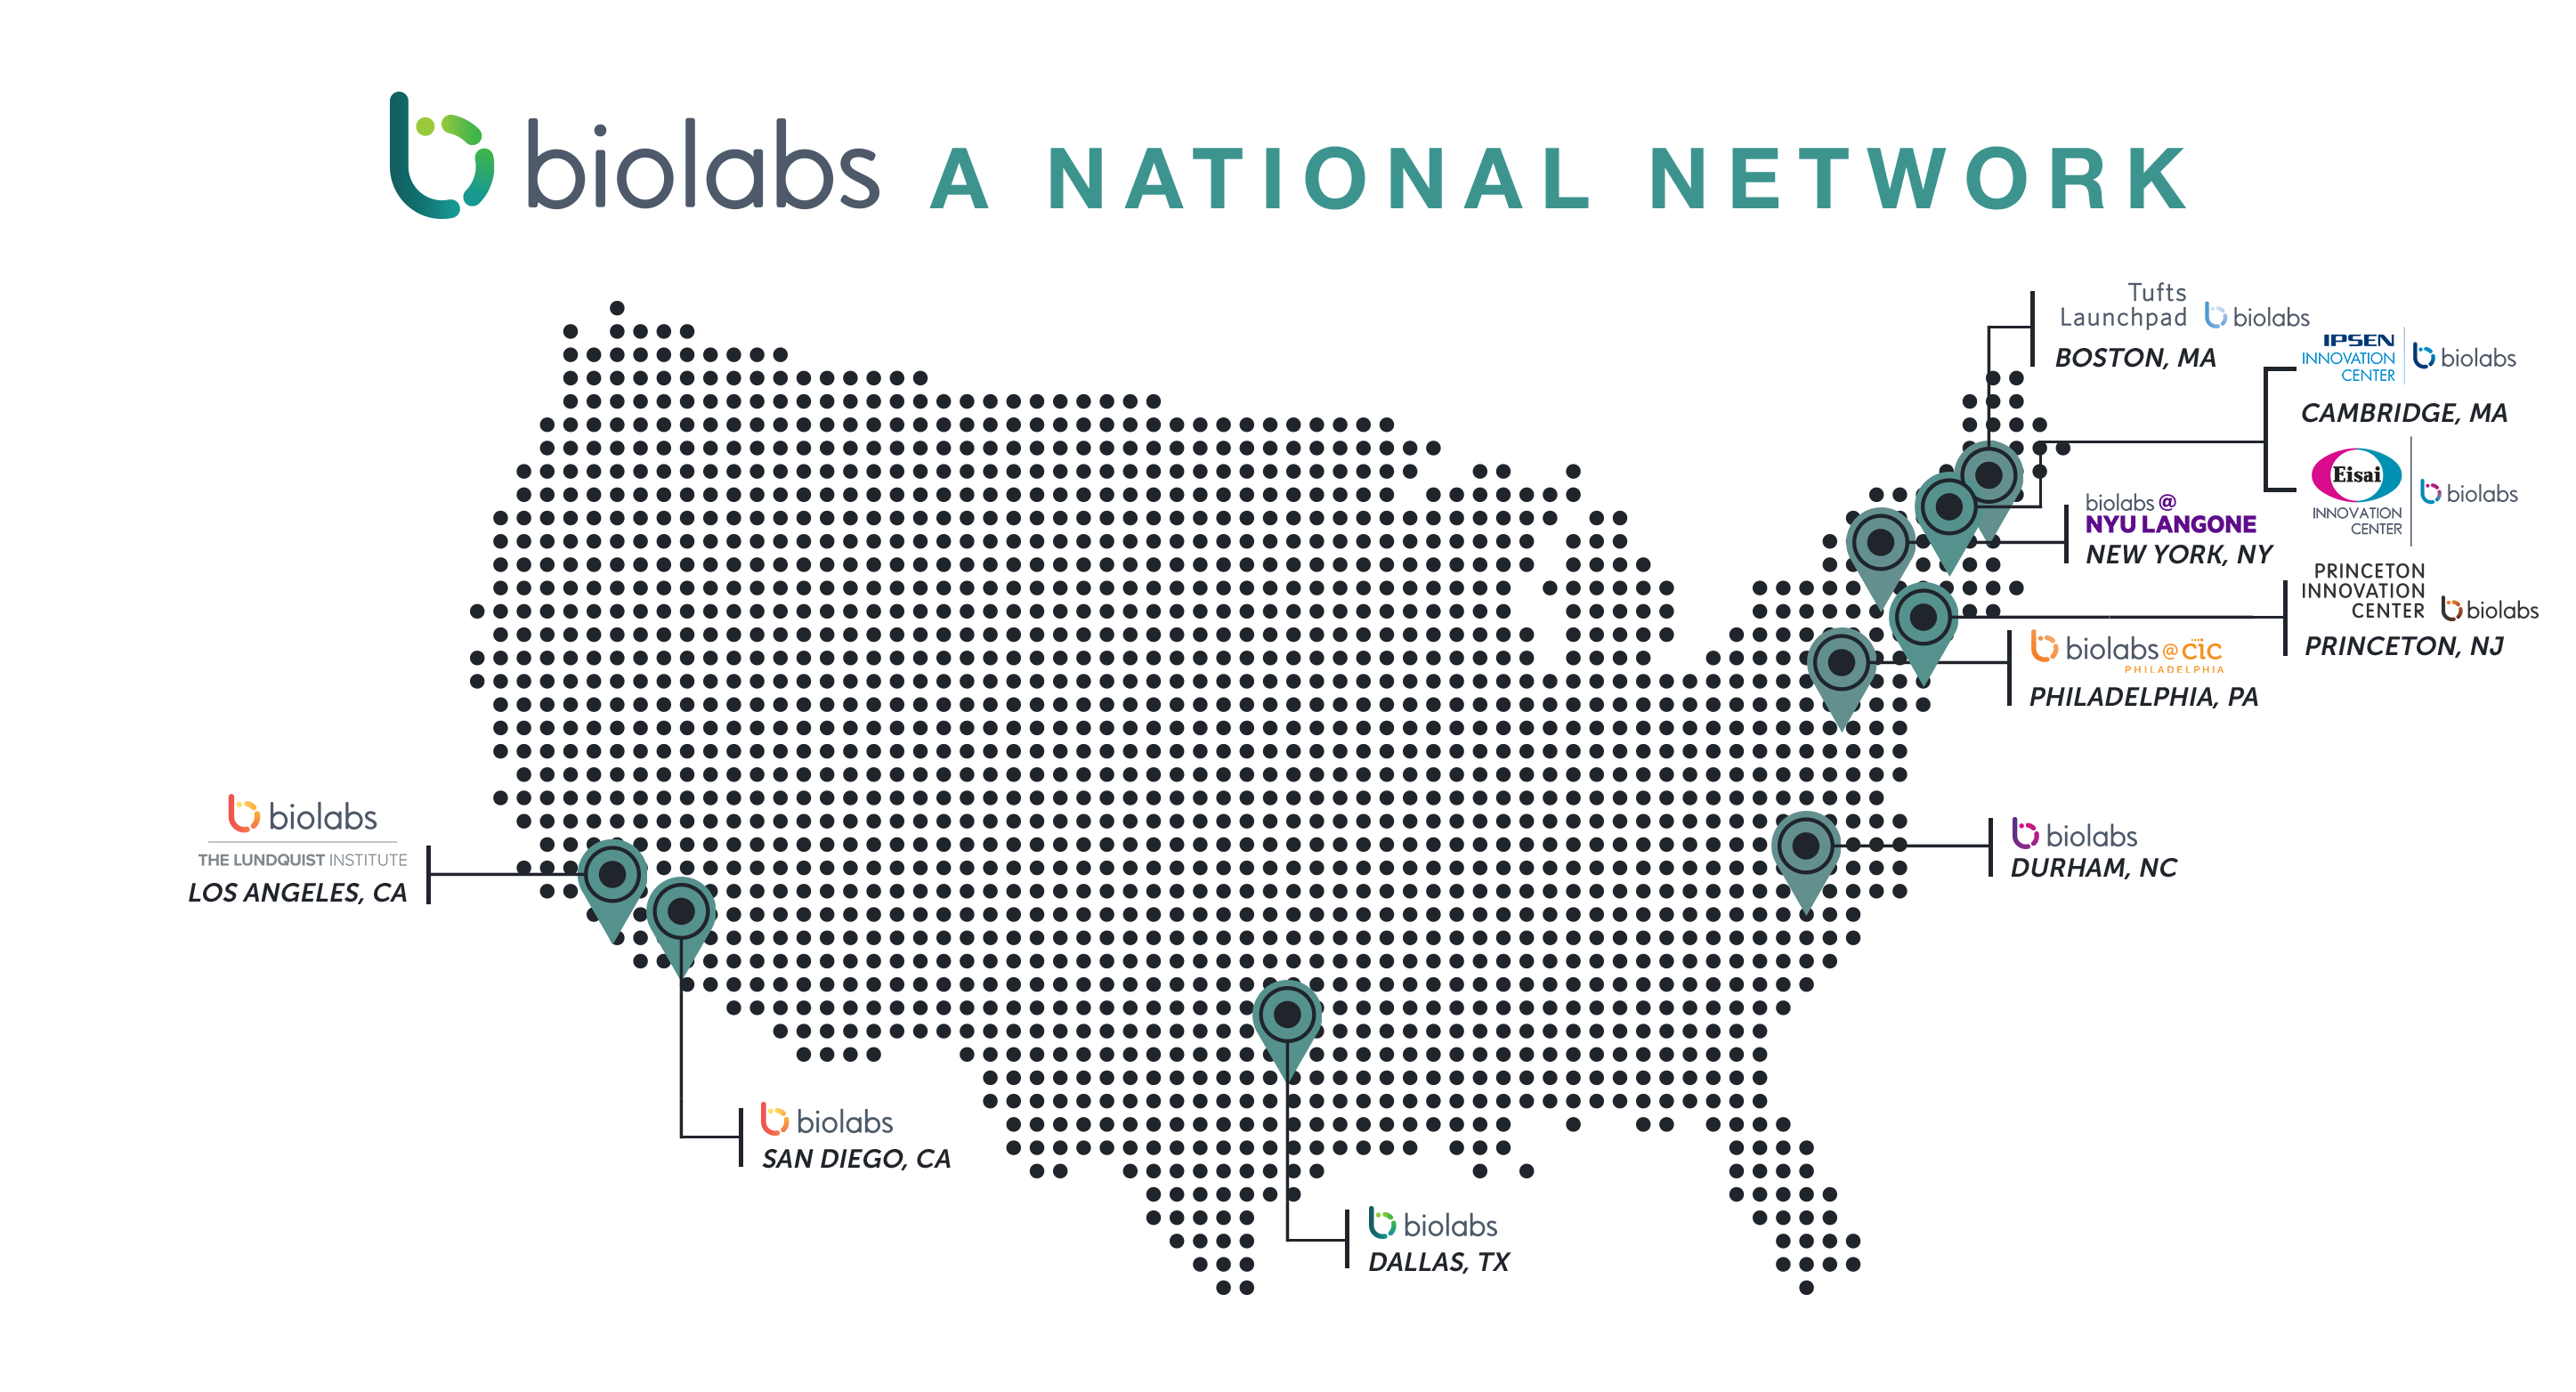 biolabs A NATIONAL NETWORK
Tufts
Launchpad biolabs
BOSTON, MA
IPSEN
INNOVATION
CENTER
biolabs
CAMBRIDGE, MA
Eisai
INNOVATION
CENTER
biolabs
biolabs@
NYU LANGONE
NEW YORK, NY
PRINCETON
INNOVATION
CENTER biolabs
PRINCETON, NJ
biolabs@cic
PHILADELPHIA
PHILADELPHIA, PA
biolabs
THE LUNDQUIST INSTITUTE
LOS ANGELES, CA
biolabs
DURHAM, NC
biolabs
SAN DIEGO, CA
biolabs
DALLAS, TX